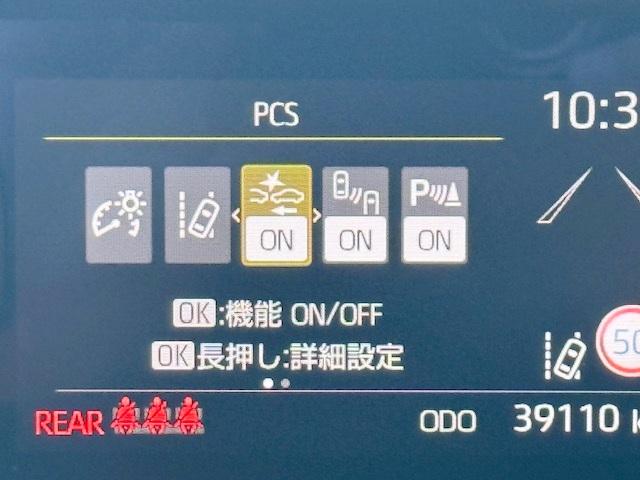 PCS
10:3
ON ON P ON
OK:機能 ON/OFF
OK長押し:詳細設定
50
REAR
ODO 39110 k